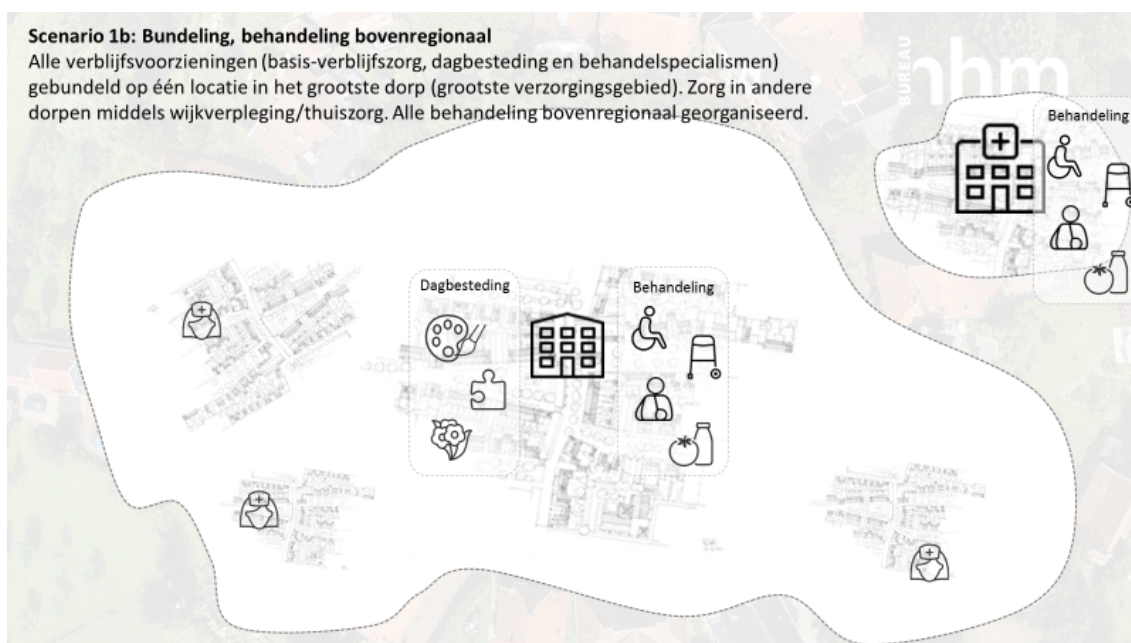 Scenario 1b: Bundeling, behandeling bovenregionaal
Alle verblijfsvoorzieningen (basis-verblijfszorg, dagbesteding en behandelspecialismen)
gebundeld op één locatie in het grootste dorp (grootste verzorgingsgebied). Zorg in andere
dorpen middels wijkverpleging/thuiszorg. Alle behandeling bovenregionaal georganiseerd.
BUREAU
hhm
Behandeling
Dagbesteding
Behandeling